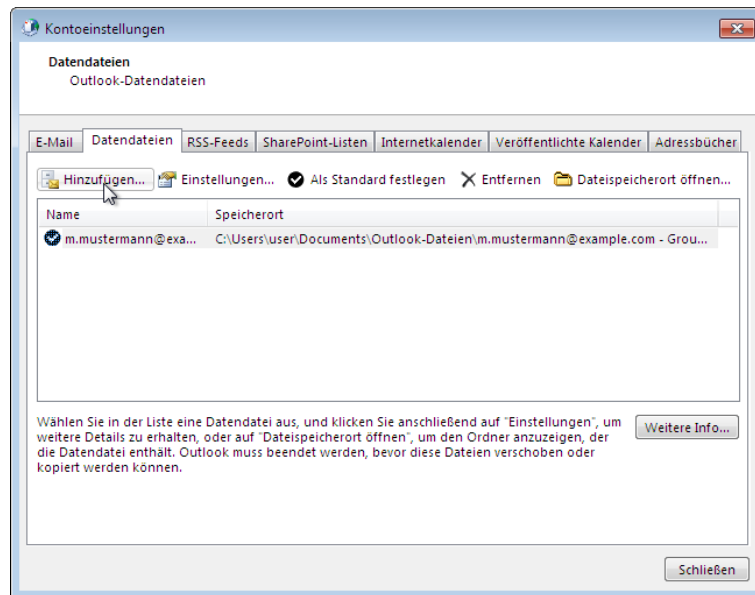 Kontoeinstellungen
Datendateien
Outlook-Datendateien
E-Mail Datendateien RSS-Feeds SharePoint-Listen Internetkalender Veröffentlichte Kalender Adressbücher
Hinzufügen... Einstellungen... Als Standard festlegen Entfernen Dateispeicherort öffnen...
Name Speicherort
m.mustermann@exa... C:\Users\user\Documents\Outlook-Dateien\m.mustermann@example.com - Grou...
Wählen Sie in der Liste eine Datendatei aus, und klicken Sie anschließend auf "Einstellungen", um
weitere Details zu erhalten, oder auf "Dateispeicherort öffnen", um den Ordner anzuzeigen, der
die Datendatei enthält. Outlook muss beendet werden, bevor diese Dateien verschoben oder
kopiert werden können.
Weitere Info...
Schließen